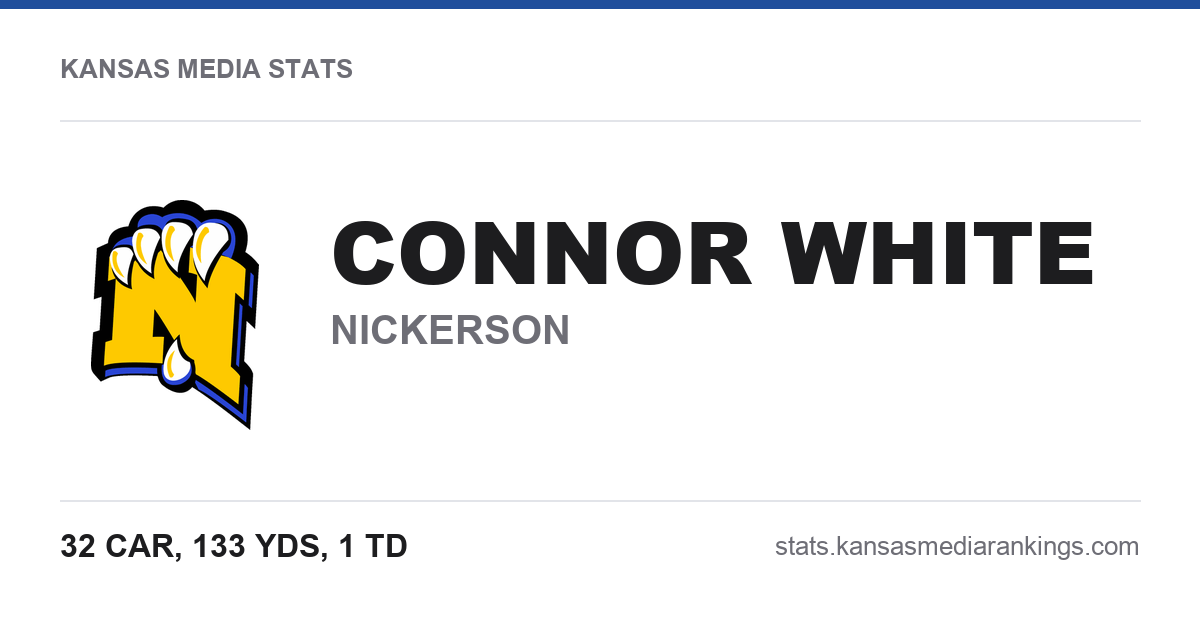 KANSAS MEDIA STATS
N
CONNOR WHITE
NICKERSON
32 CAR, 133 YDS, 1 TD
stats.kansasmediarankings.com